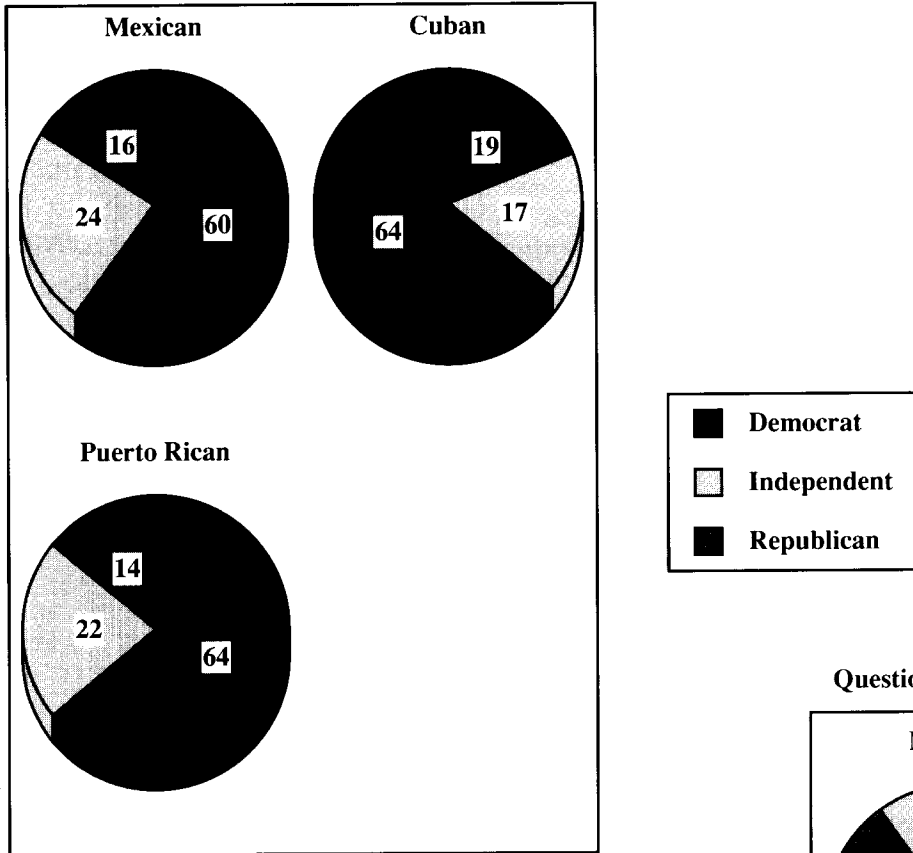 Mexican
Cuban
16
24
60
19
17
64
Puerto Rican
14
22
64
Democrat
Independent
Republican